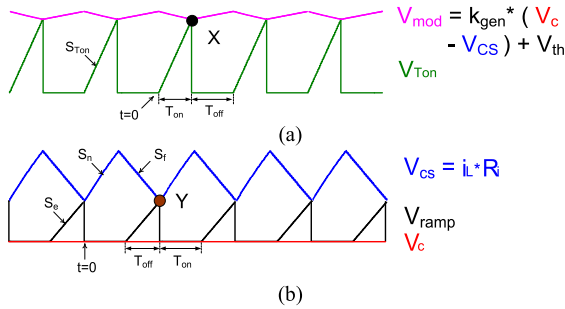 V_mod = k_gen* ( V_c
- V_CS ) + V_th
X
S_Ton
V_Ton
t=0
T_on
T_off
(a)
S_n
S_f
V_cs = i_L* R_i
Y
S_e
V_ramp
V_c
T_off
T_on
t=0
(b)